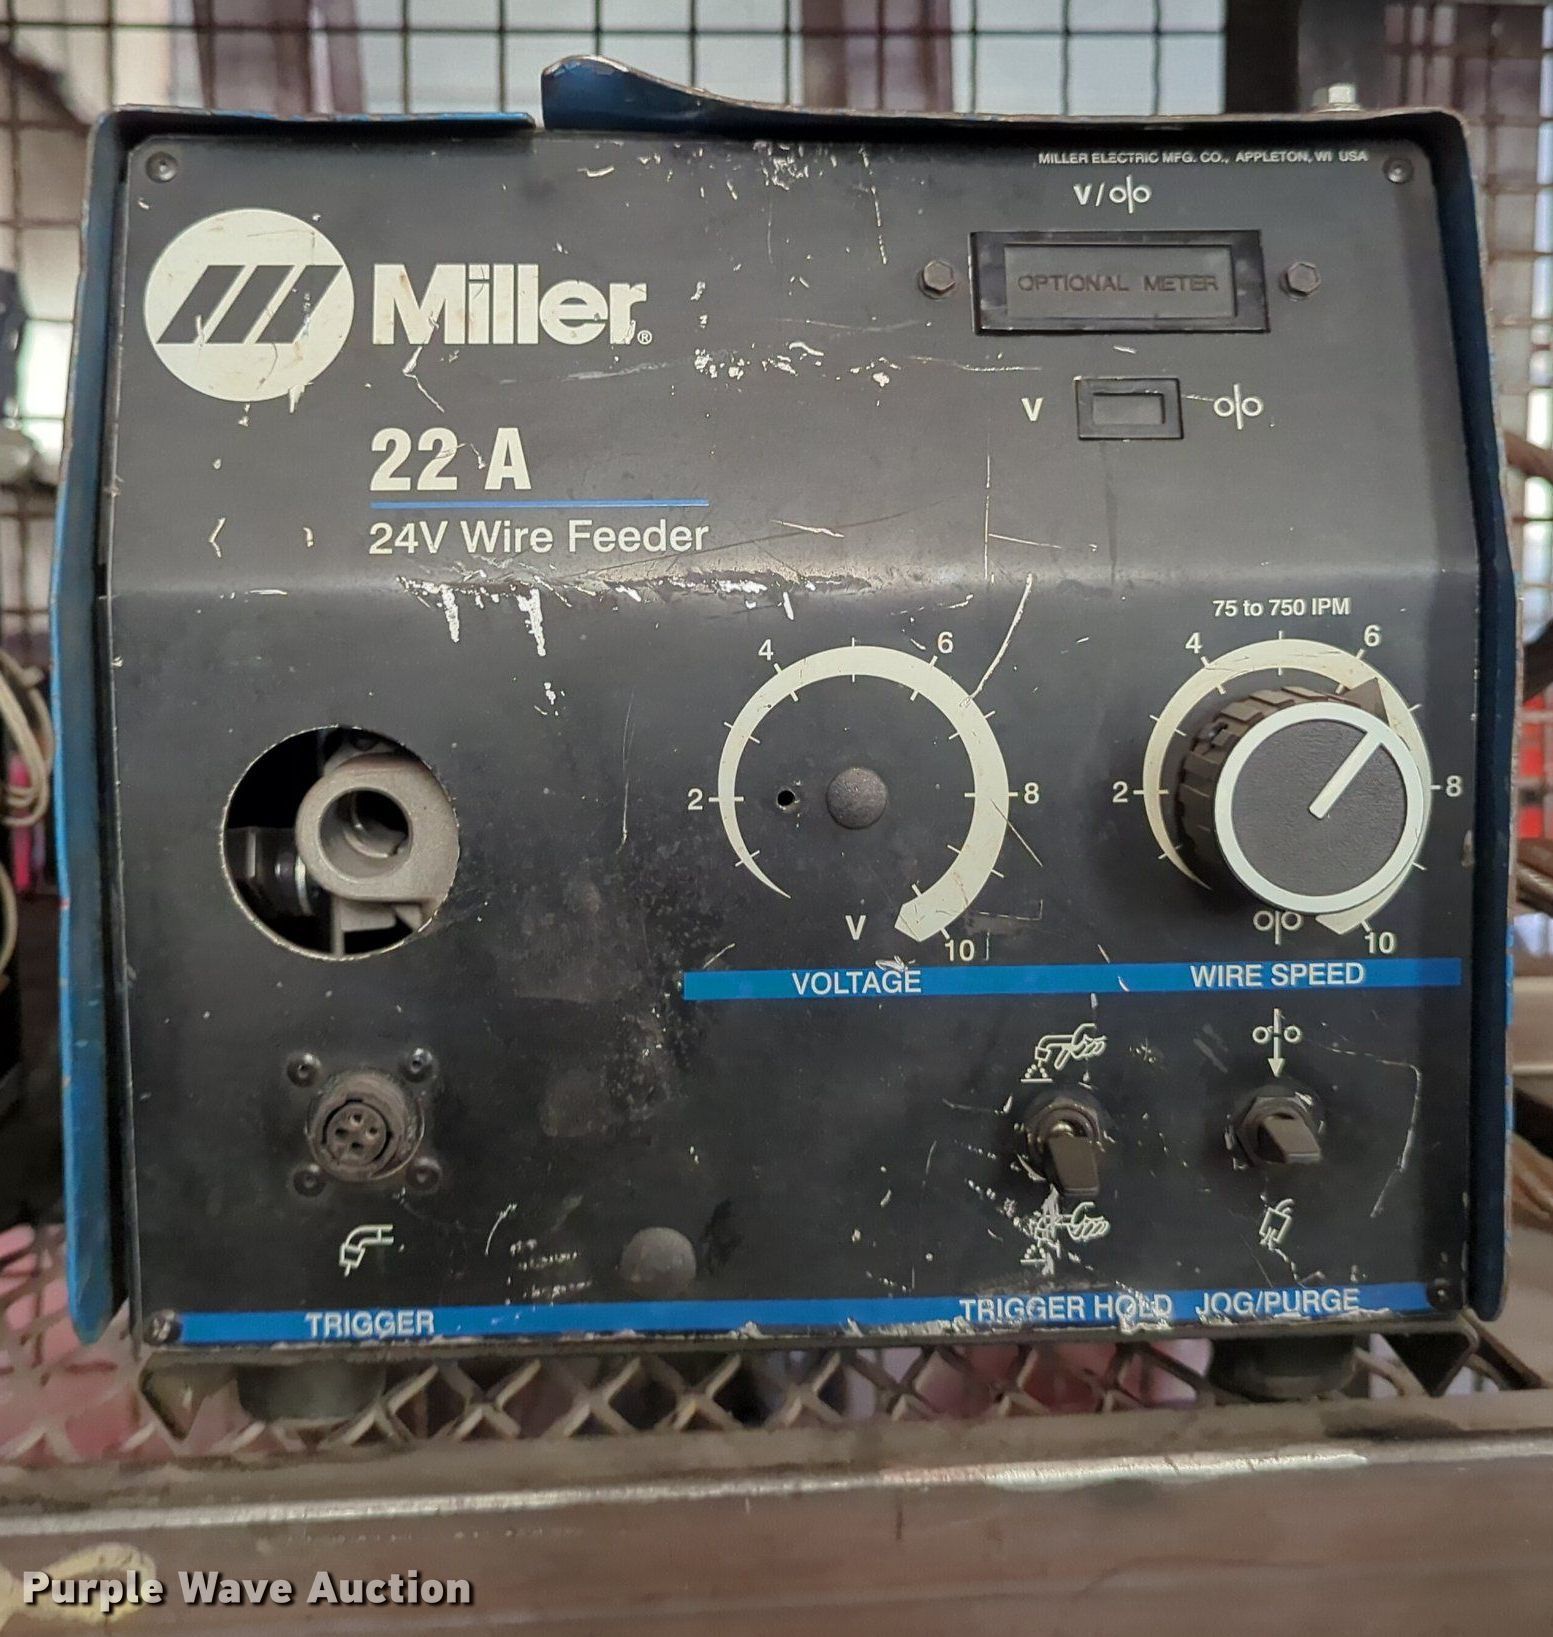 MILLER ELECTRIC MFG. CO., APPLETON, WI USA
V/
OPTIONAL METER
Miller®
V
22 A
24V Wire Feeder
75 to 750 IPM
4 6
2 8
V 10
4 6
2 8
10
VOLTAGE WIRE SPEED
TRIGGER TRIGGER HOLD JOG/PURGE
Purple Wave Auction